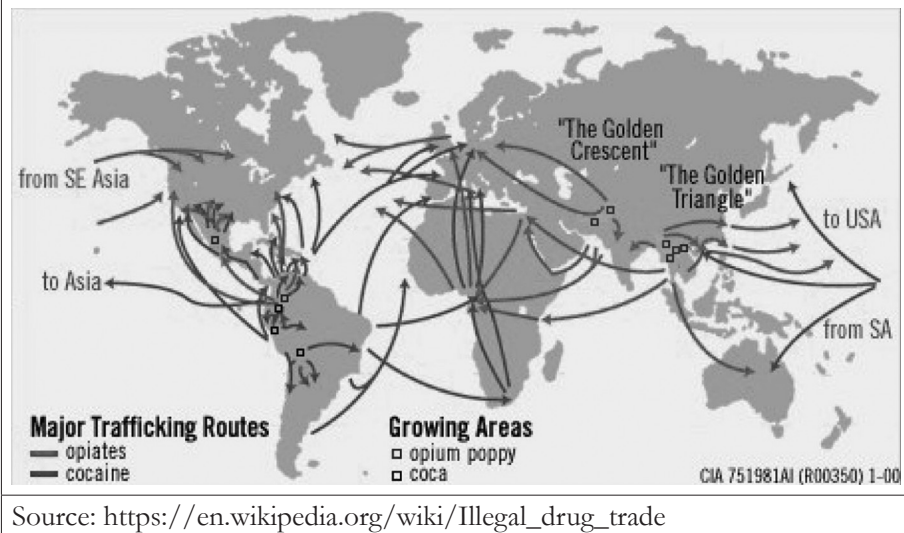 "The Golden
Crescent"
"The Golden
Triangle"
from SE Asia
to USA
to Asia
from SA
Major Trafficking Routes
opiates
cocaine
Growing Areas
opium poppy
coca
CIA 751981AI (R00350) 1-00
Source: https://en.wikipedia.org/wiki/Illegal_drug_trade